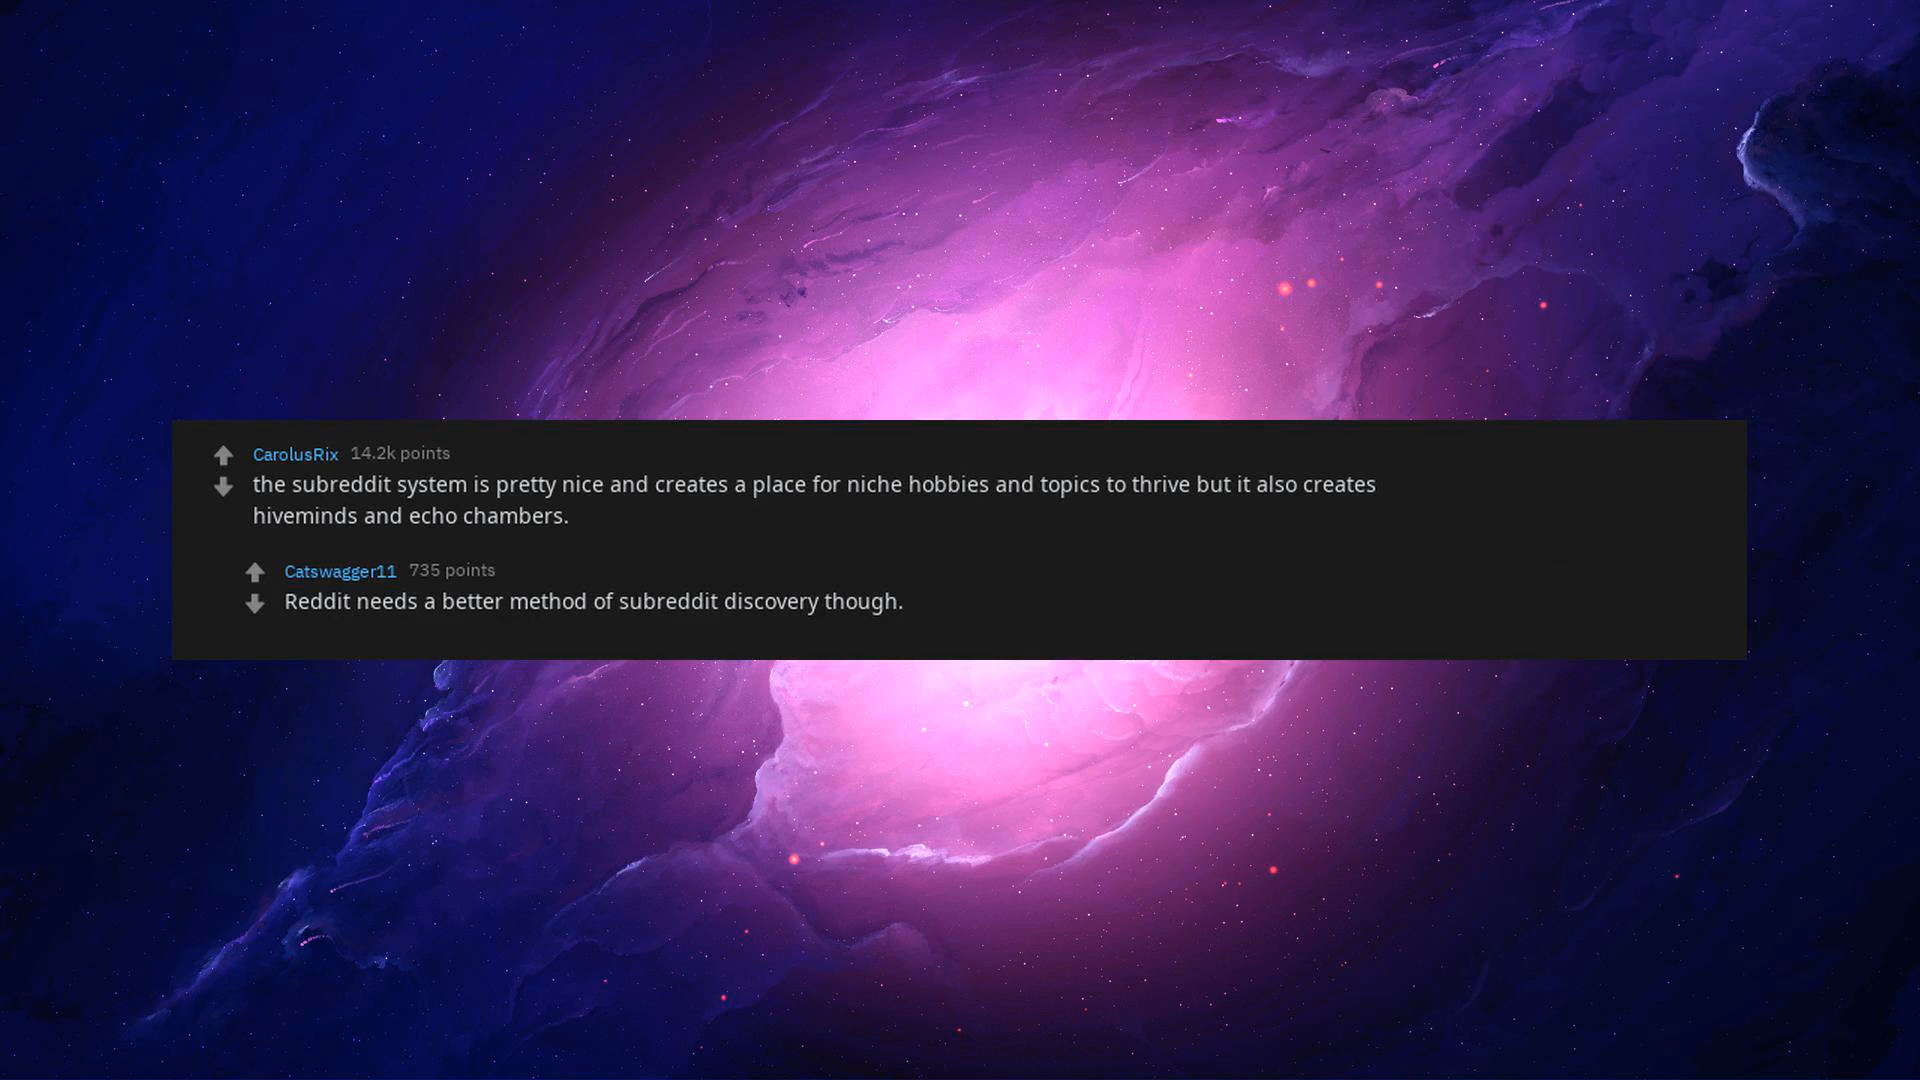 CarolusRix 14.2k points
the subreddit system is pretty nice and creates a place for niche hobbies and topics to thrive but it also creates
hiveminds and echo chambers.
Catswagger11 735 points
Reddit needs a better method of subreddit discovery though.